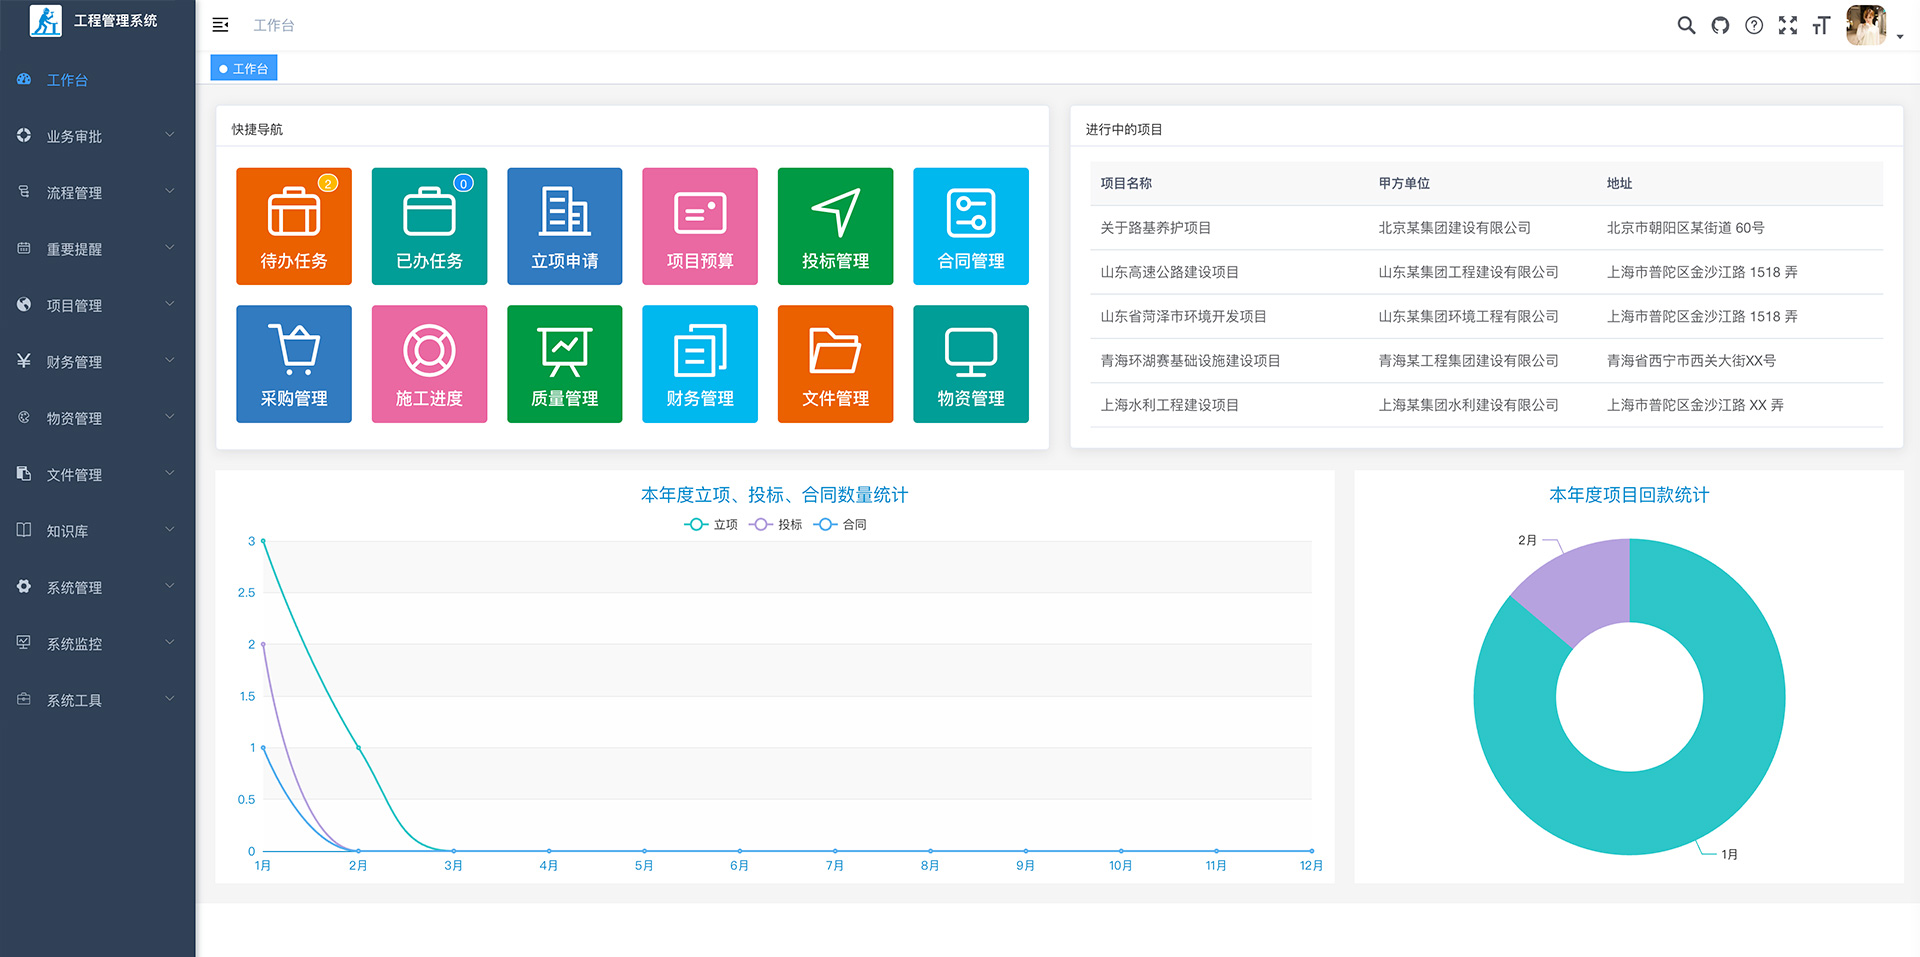 工程管理系统
工作台
业务审批
流程管理
重要提醒
项目管理
财务管理
物资管理
文件管理
知识库
系统管理
系统监控
系统工具
工作台
工作台
快捷导航
2
待办任务
0
已办任务
立项申请
项目预算
投标管理
合同管理
采购管理
施工进度
质量管理
财务管理
文件管理
物资管理
进行中的项目
项目名称 甲方单位 地址
关于路基养护项目 北京某集团建设有限公司 北京市朝阳区某街道 60号
山东高速公路建设项目 山东某集团工程建设有限公司 上海市普陀区金沙江路 1518 弄
山东省菏泽市环境开发项目 山东某集团环境工程有限公司 上海市普陀区金沙江路 1518 弄
青海环湖赛基础设施建设项目 青海某工程集团建设有限公司 青海省西宁市西关大街XX号
上海水利工程建设项目 上海某集团水利建设有限公司 上海市普陀区金沙江路 XX 弄
本年度立项、投标、合同数量统计
立项 投标 合同
3
2.5
2
1.5
1
0.5
0
1月 2月 3月 4月 5月 6月 7月 8月 9月 10月 11月 12月
本年度项目回款统计
2月
1月